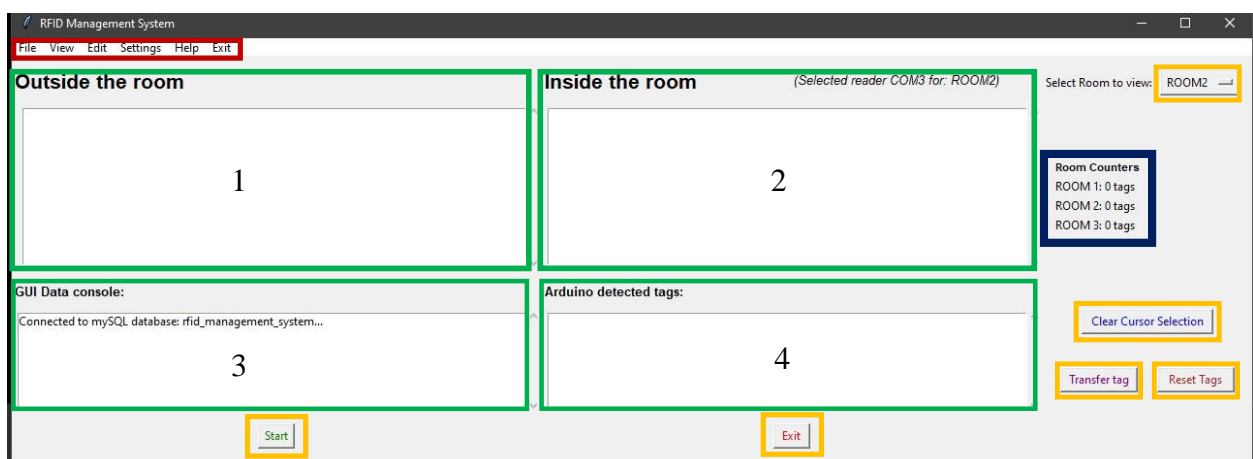 RFID Management System
File View Edit Settings Help Exit
Outside the room
Inside the room
(Selected reader COM3 for: ROOM2)
Select Room to view:
ROOM2
1
2
Room Counters
ROOM 1: 0 tags
ROOM 2: 0 tags
ROOM 3: 0 tags
GUI Data console:
Arduino detected tags:
Connected to mySQL database: rfid_management_system...
3
4
Clear Cursor Selection
Transfer tag
Reset Tags
Start
Exit